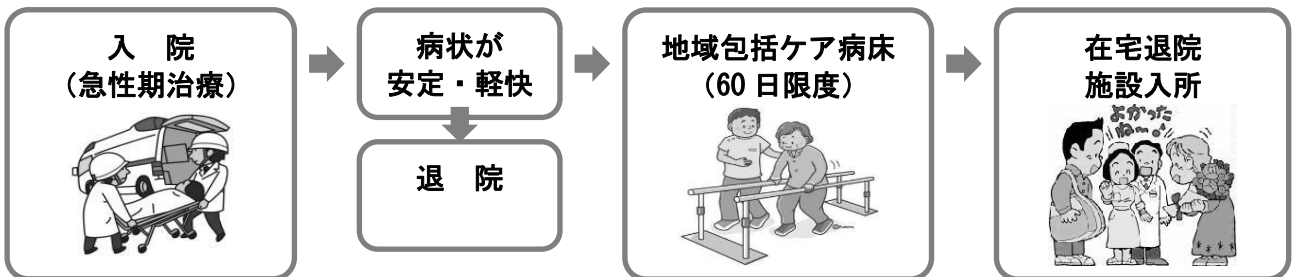 入　院
（急性期治療）
病状が
安定・軽快
退　院
地域包括ケア病床
（60 日限度）
在宅退院
施設入所
よかった
ね〜♪